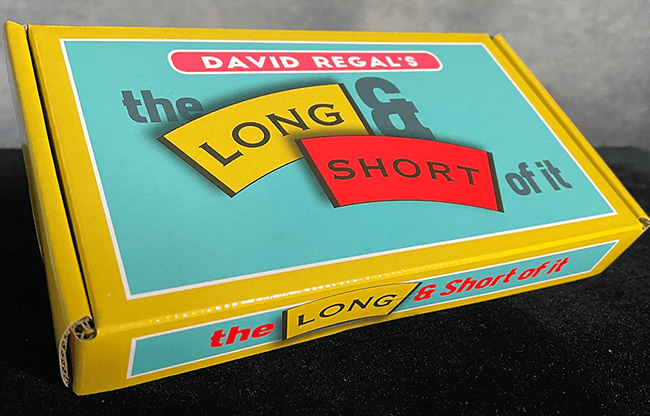 DAVID REGAL'S
the LONG &
SHORT of it
the LONG & Short of it